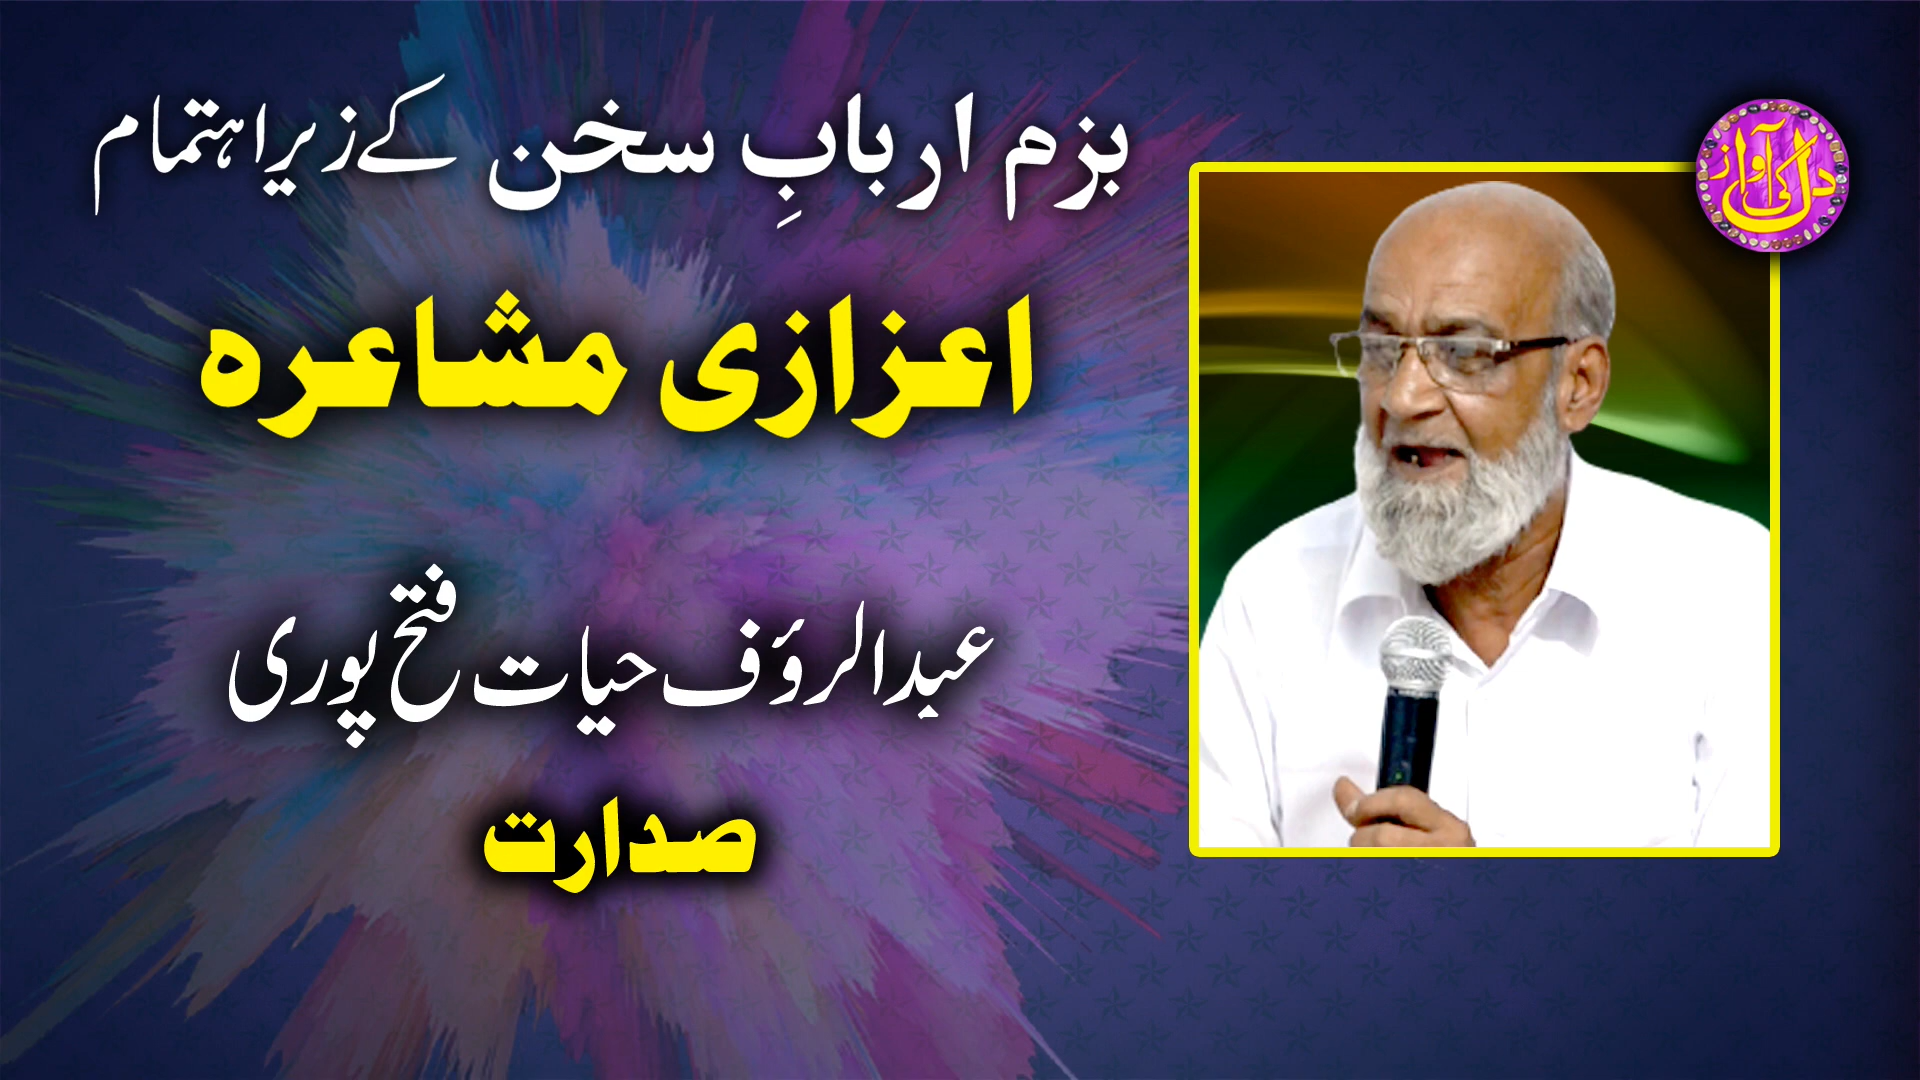 بزم اربابِ سخن کے زیر اہتمام
اعزازی مشاعرہ
عبدالرؤف حیات فتح پوری
صدارت
دل کی آواز